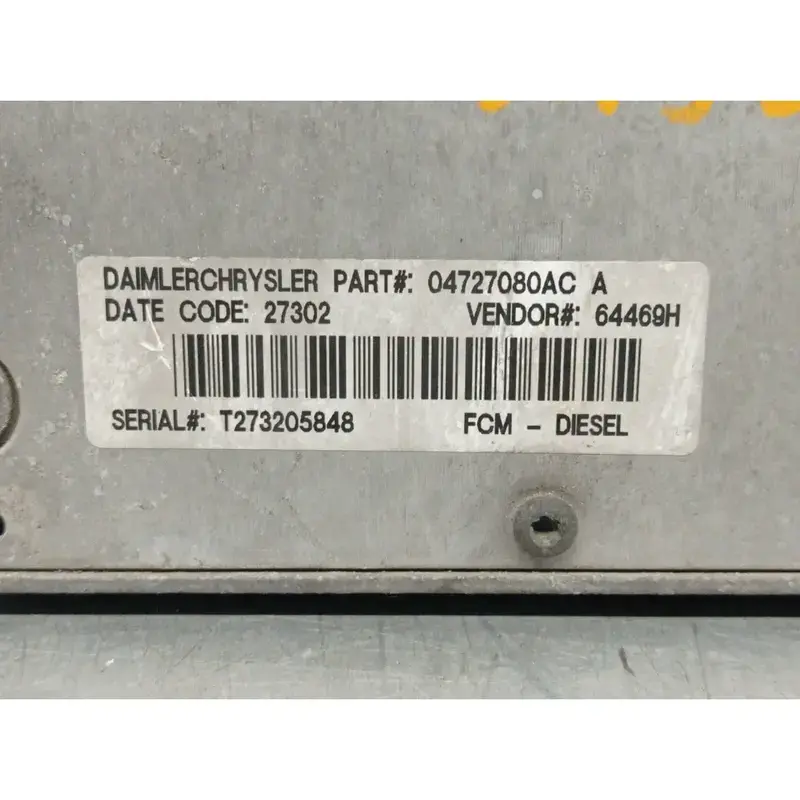 DAIMLERCHRYSLER PART#: 04727080AC A
DATE CODE: 27302 VENDOR#: 64469H
SERIAL#: T273205848 FCM - DIESEL